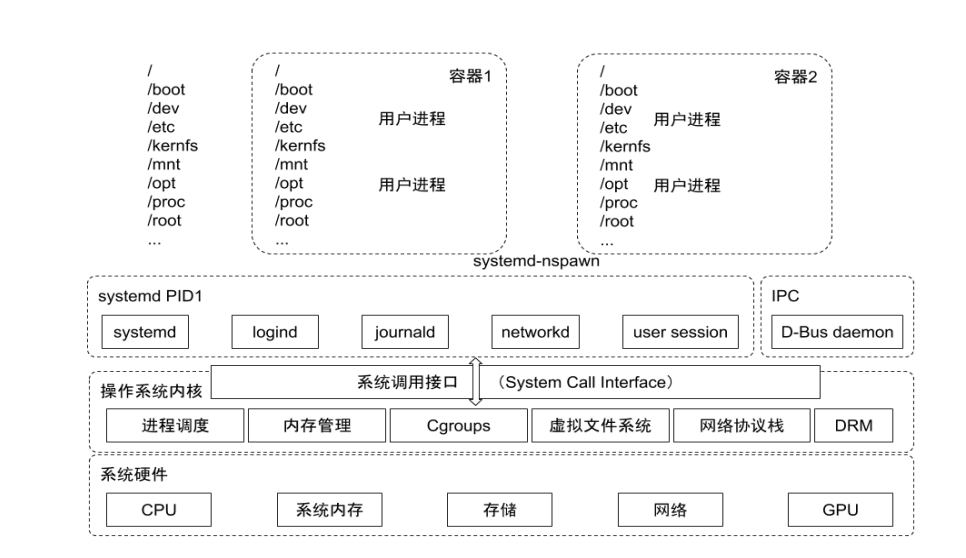 /
/boot
/dev
/etc
/kernfs
/mnt
/opt
/proc
/root
...
容器1
/
/boot
/dev
/etc
/kernfs
/mnt
/opt
/proc
/root
...
用户进程
用户进程
容器2
/
/boot
/dev
/etc
/kernfs
/mnt
/opt
/proc
/root
...
用户进程
用户进程
systemd-nspawn
systemd PID1
systemd
logind
journald
networkd
user session
IPC
D-Bus daemon
系统调用接口 （System Call Interface）
操作系统内核
进程调度
内存管理
Cgroups
虚拟文件系统
网络协议栈
DRM
系统硬件
CPU
系统内存
存储
网络
GPU